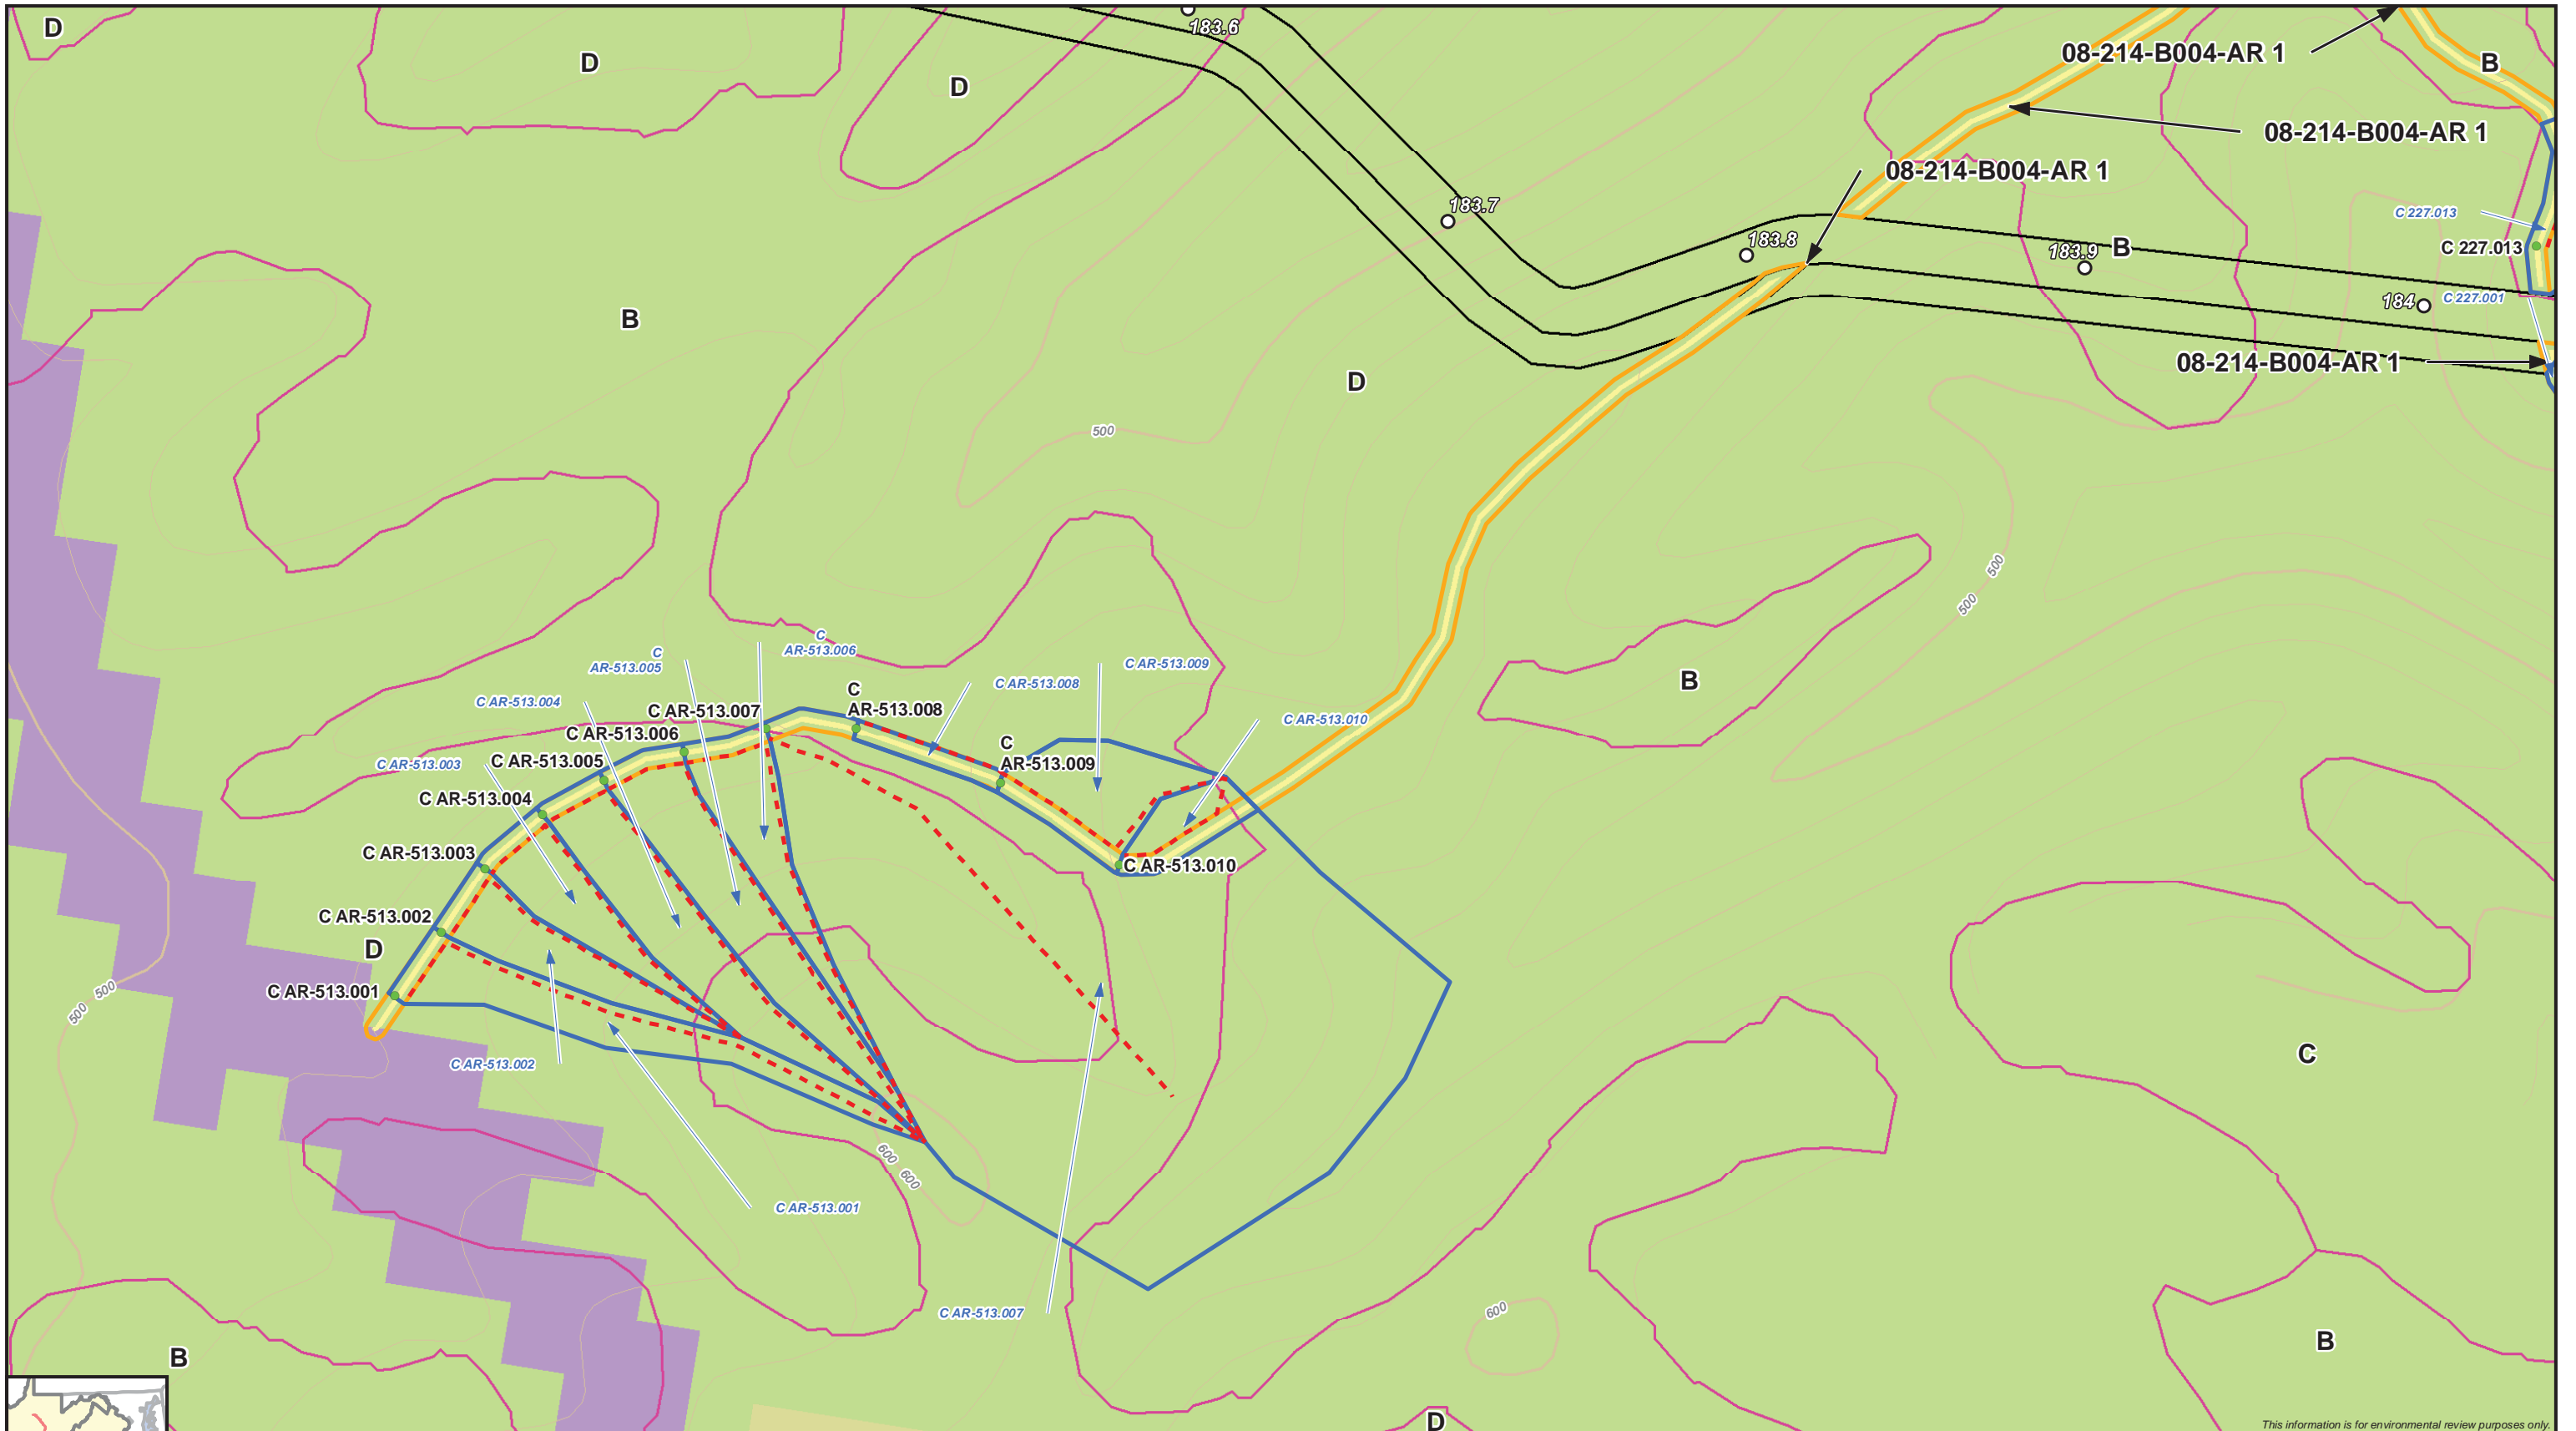 D
D
D
183.6
08-214-B004-AR 1
B
08-214-B004-AR 1
08-214-B004-AR 1
183.7
183.8
183.9
B
C 227.013
C 227.013
184
C 227.001
08-214-B004-AR 1
B
D
500
500
500
B
C
AR-513.006
C
AR-513.005
C AR-513.009
C AR-513.008
C AR-513.004
C AR-513.010
C AR-513.003
C AR-513.007
C
AR-513.008
C AR-513.006
C
AR-513.009
C AR-513.005
C AR-513.004
C AR-513.003
C AR-513.010
C AR-513.002
D
C AR-513.001
500
500
C AR-513.002
C
600
600
C AR-513.001
C AR-513.007
600
B
B
D
This information is for environmental review purposes only.